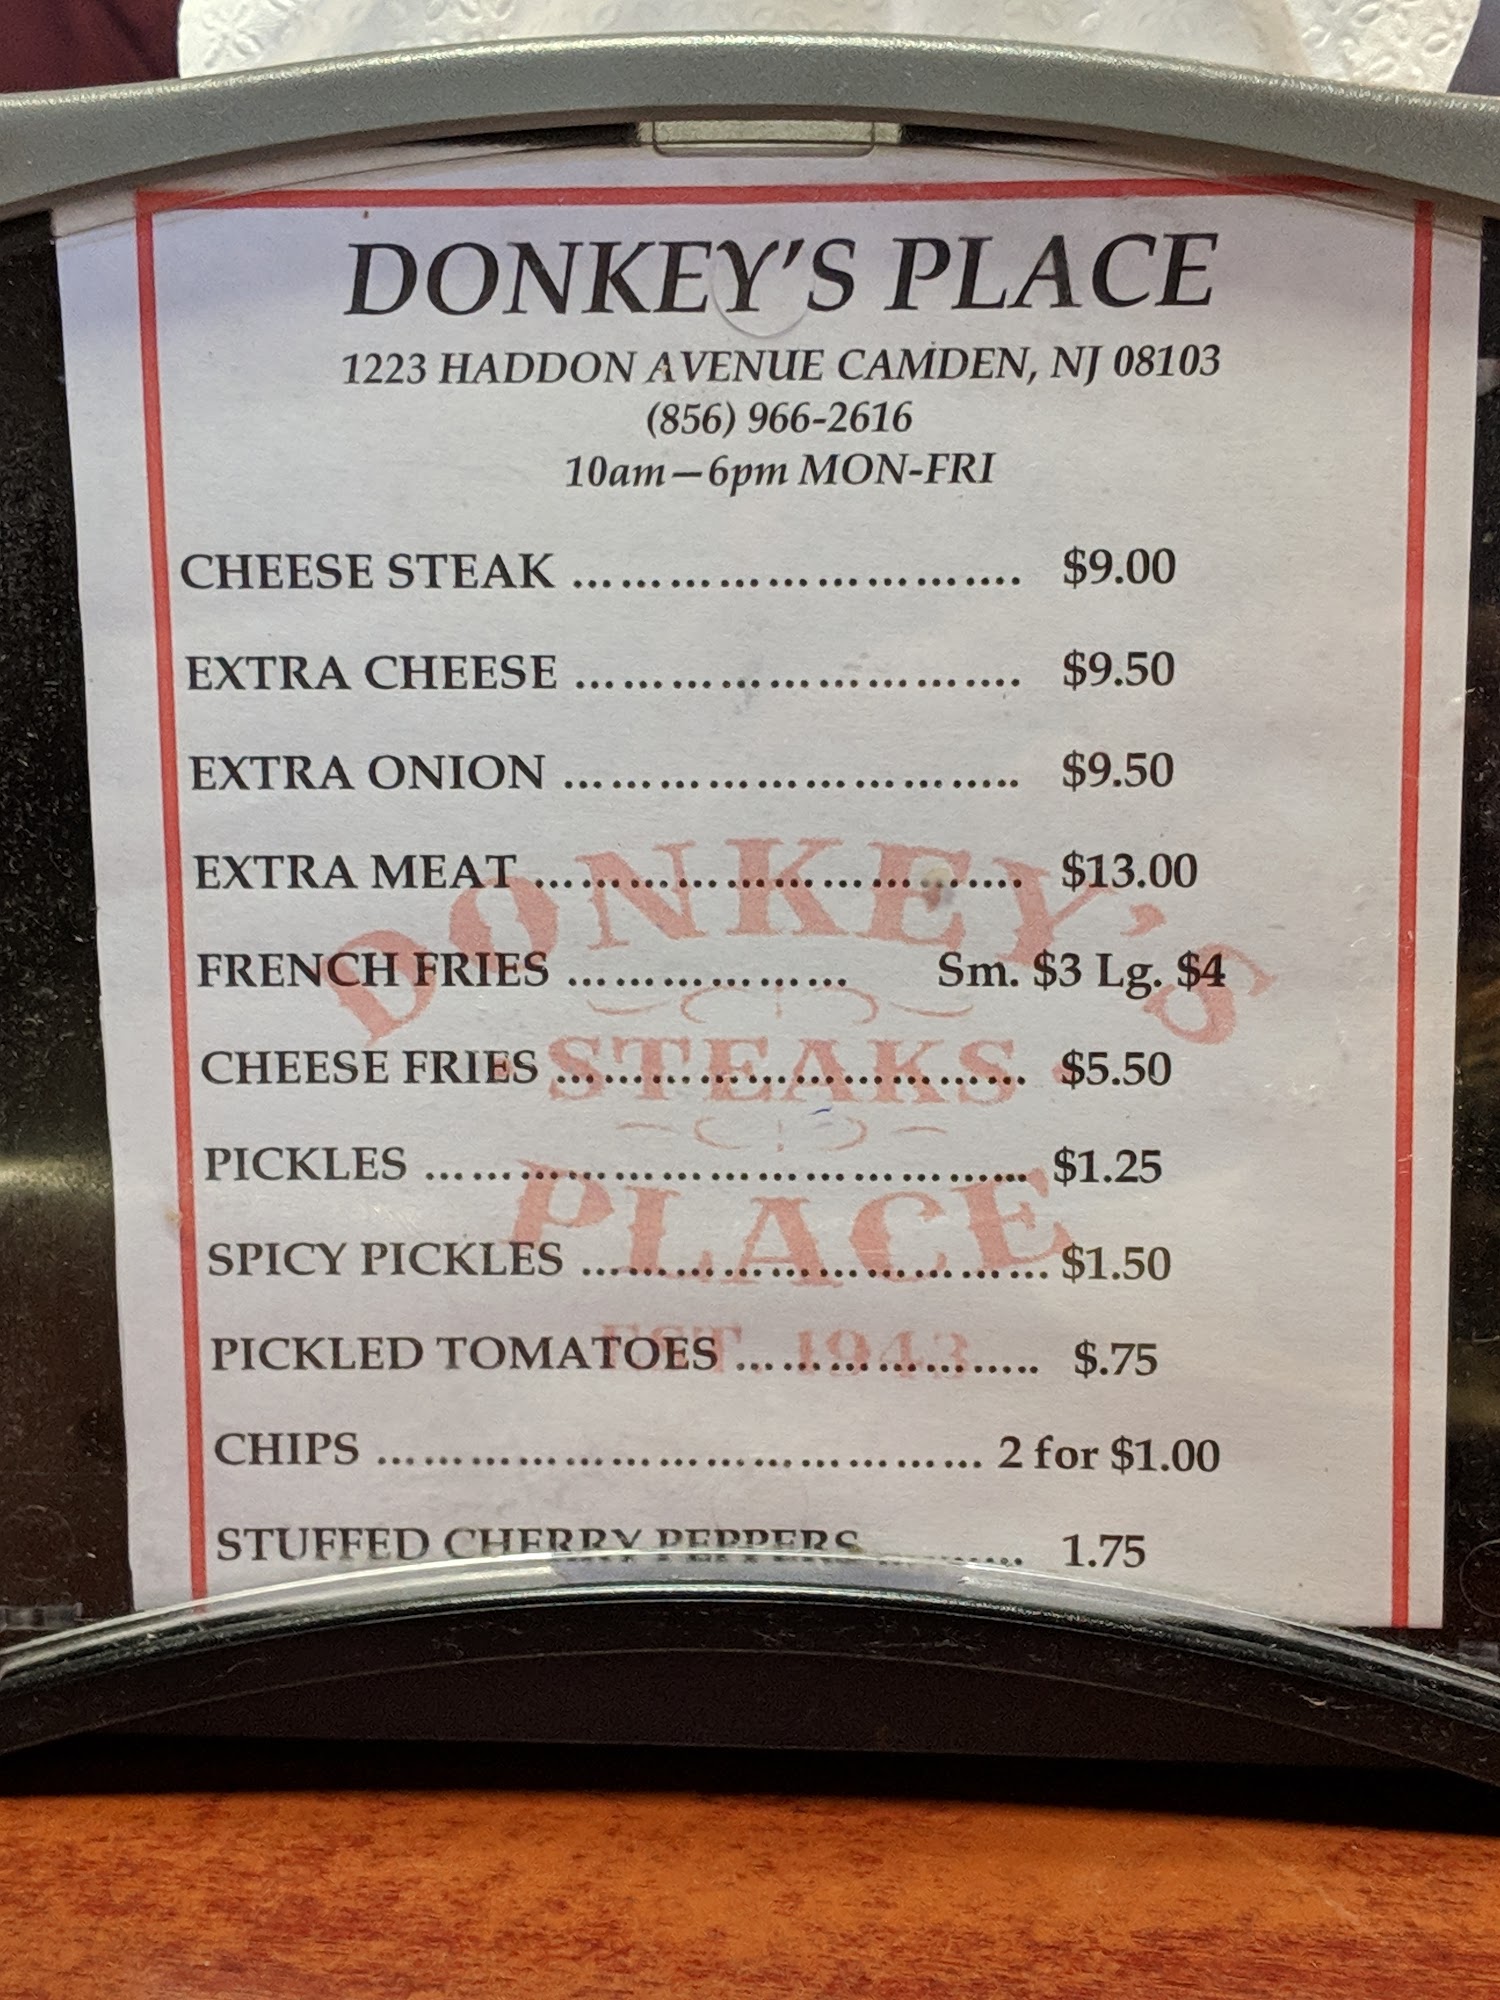 DONKEY'S PLACE
1223 HADDON AVENUE CAMDEN, NJ 08103
(856) 966-2616
10am—6pm MON-FRI
CHEESE STEAK ................................ $9.00
EXTRA CHEESE ................................ $9.50
EXTRA ONION ................................ $9.50
EXTRA MEAT ................................ $13.00
FRENCH FRIES .................. Sm. $3 Lg. $4
CHEESE FRIES ................................ $5.50
PICKLES ........................................ $1.25
SPICY PICKLES ................................ $1.50
PICKLED TOMATOES ..................... $.75
CHIPS ........................................ 2 for $1.00
STUFFED CHERRY PEPPERS ............ 1.75
DONKEY'S
STEAKS
PLACE
EST. 1943